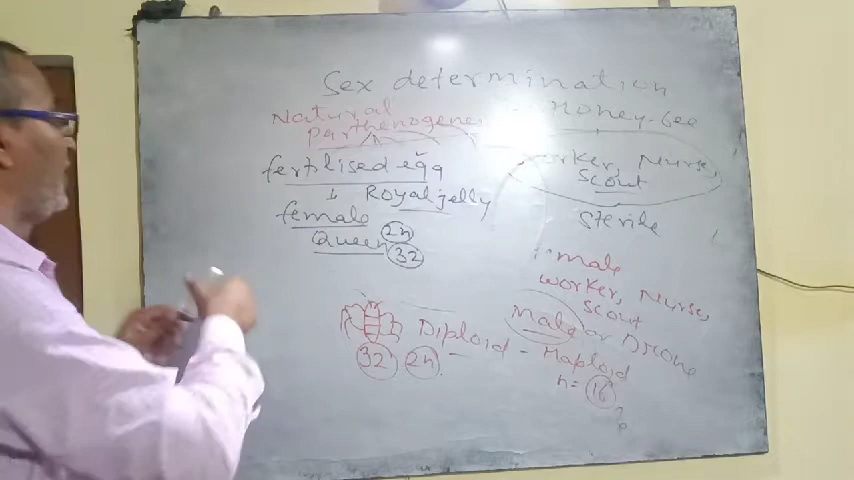 Sex determination
Natural - Honey-bee
parthenogenesis
fertilised egg
worker, Nurse,
scout
↓ Royal jelly
female 2n
Sterile
Queen 32
male
worker, Nurse,
scout
Male or Drone
Diploid - Haploid
32 2n
n = 16